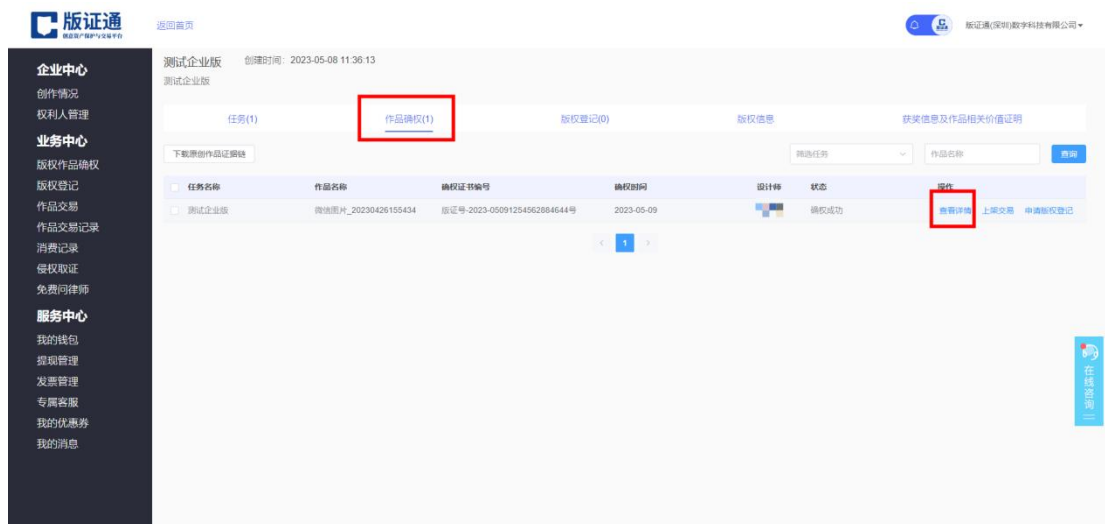 版证通
创意资产保护与交易平台
返回首页
版证通(深圳)数字科技有限公司
企业中心
创作情况
权利人管理
业务中心
版权作品确权
版权登记
作品交易
作品交易记录
消费记录
侵权取证
免费问律师
服务中心
我的钱包
提现管理
发票管理
专属客服
我的优惠券
我的消息
测试企业版 创建时间: 2023-05-08 11:36:13
测试企业版
任务(1) 作品确权(1) 版权登记(0) 版权信息 获奖信息及作品相关价值证明
下载原创作品证据链 筛选任务 作品名称 查询
任务名称 作品名称 确权证书编号 确权时间 设计师 状态 操作
测试企业版 微信图片_20230426155434 版证号-2023-05091254562884644号 2023-05-09 确权成功 查看详情 上架交易 申请版权登记
< 1 >
在线咨询